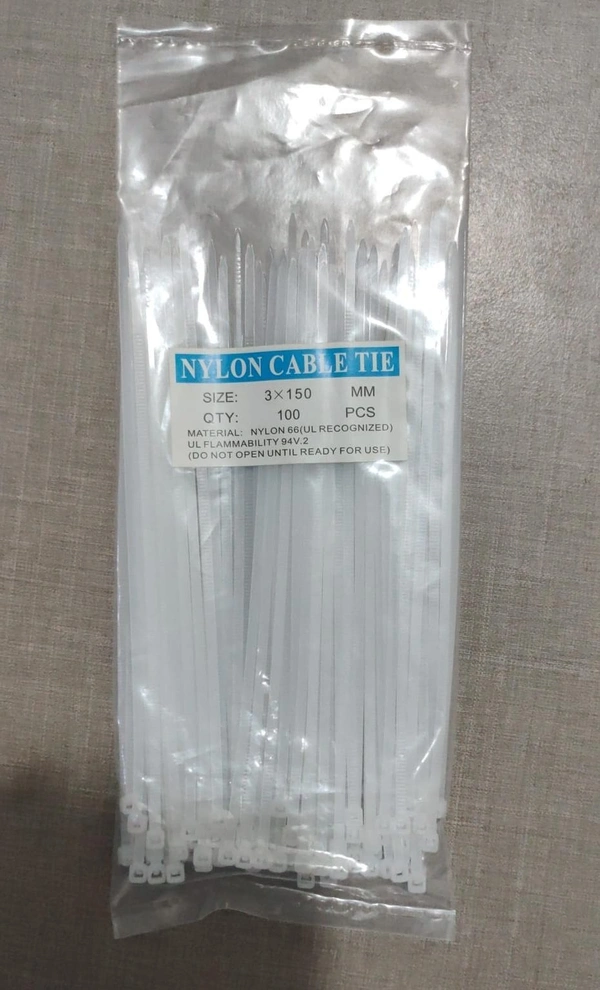 NYLON CABLE TIE
SIZE: 3×150 MM
QTY: 100 PCS
MATERIAL: NYLON 66(UL RECOGNIZED)
UL FLAMMABILITY 94V.2
(DO NOT OPEN UNTIL READY FOR USE)